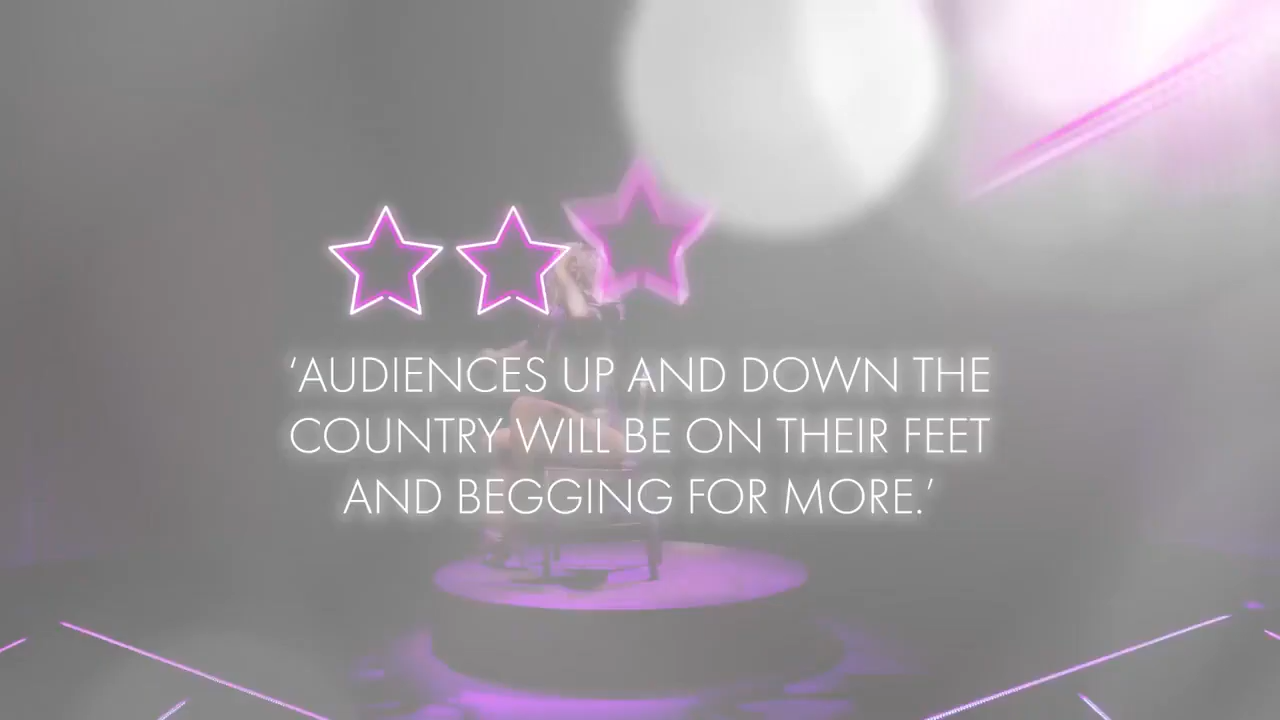 ‘AUDIENCES UP AND DOWN THE
COUNTRY WILL BE ON THEIR FEET
AND BEGGING FOR MORE.’